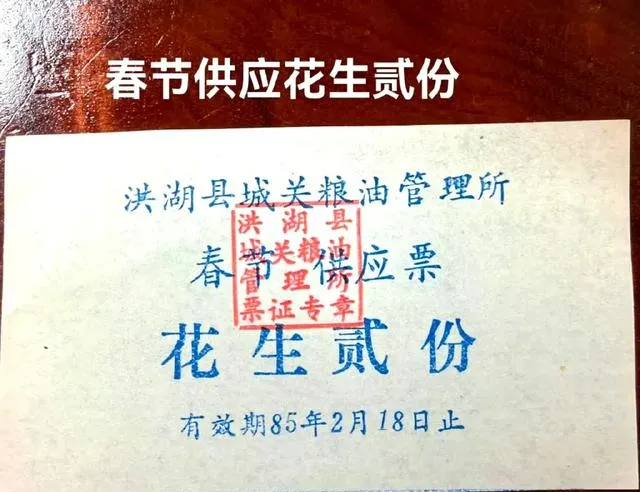 春节供应花生贰份
洪湖县城关粮油管理所
春节 供应票
洪湖县
城关粮油
管理所
票证专章
花生贰份
有效期85年2月18日止